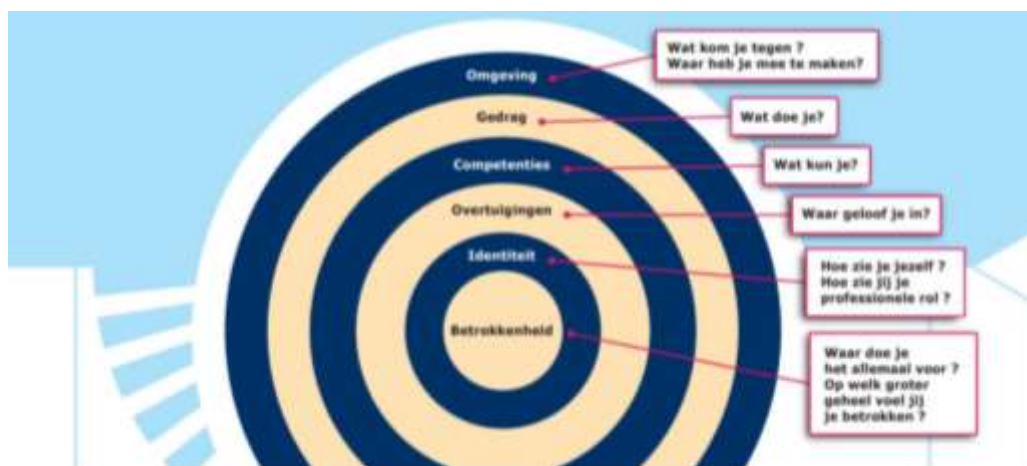 Omgeving
Wat kom je tegen ?
Waar heb je mee te maken?
Gedrag
Wat doe je?
Competenties
Wat kun je?
Overtuigingen
Waar geloof je in?
Identiteit
Hoe zie je jezelf ?
Hoe zie jij je
professionele rol ?
Betrokkenheid
Waar doe je
het allemaal voor ?
Op welk groter
geheel voel jij
je betrokken ?